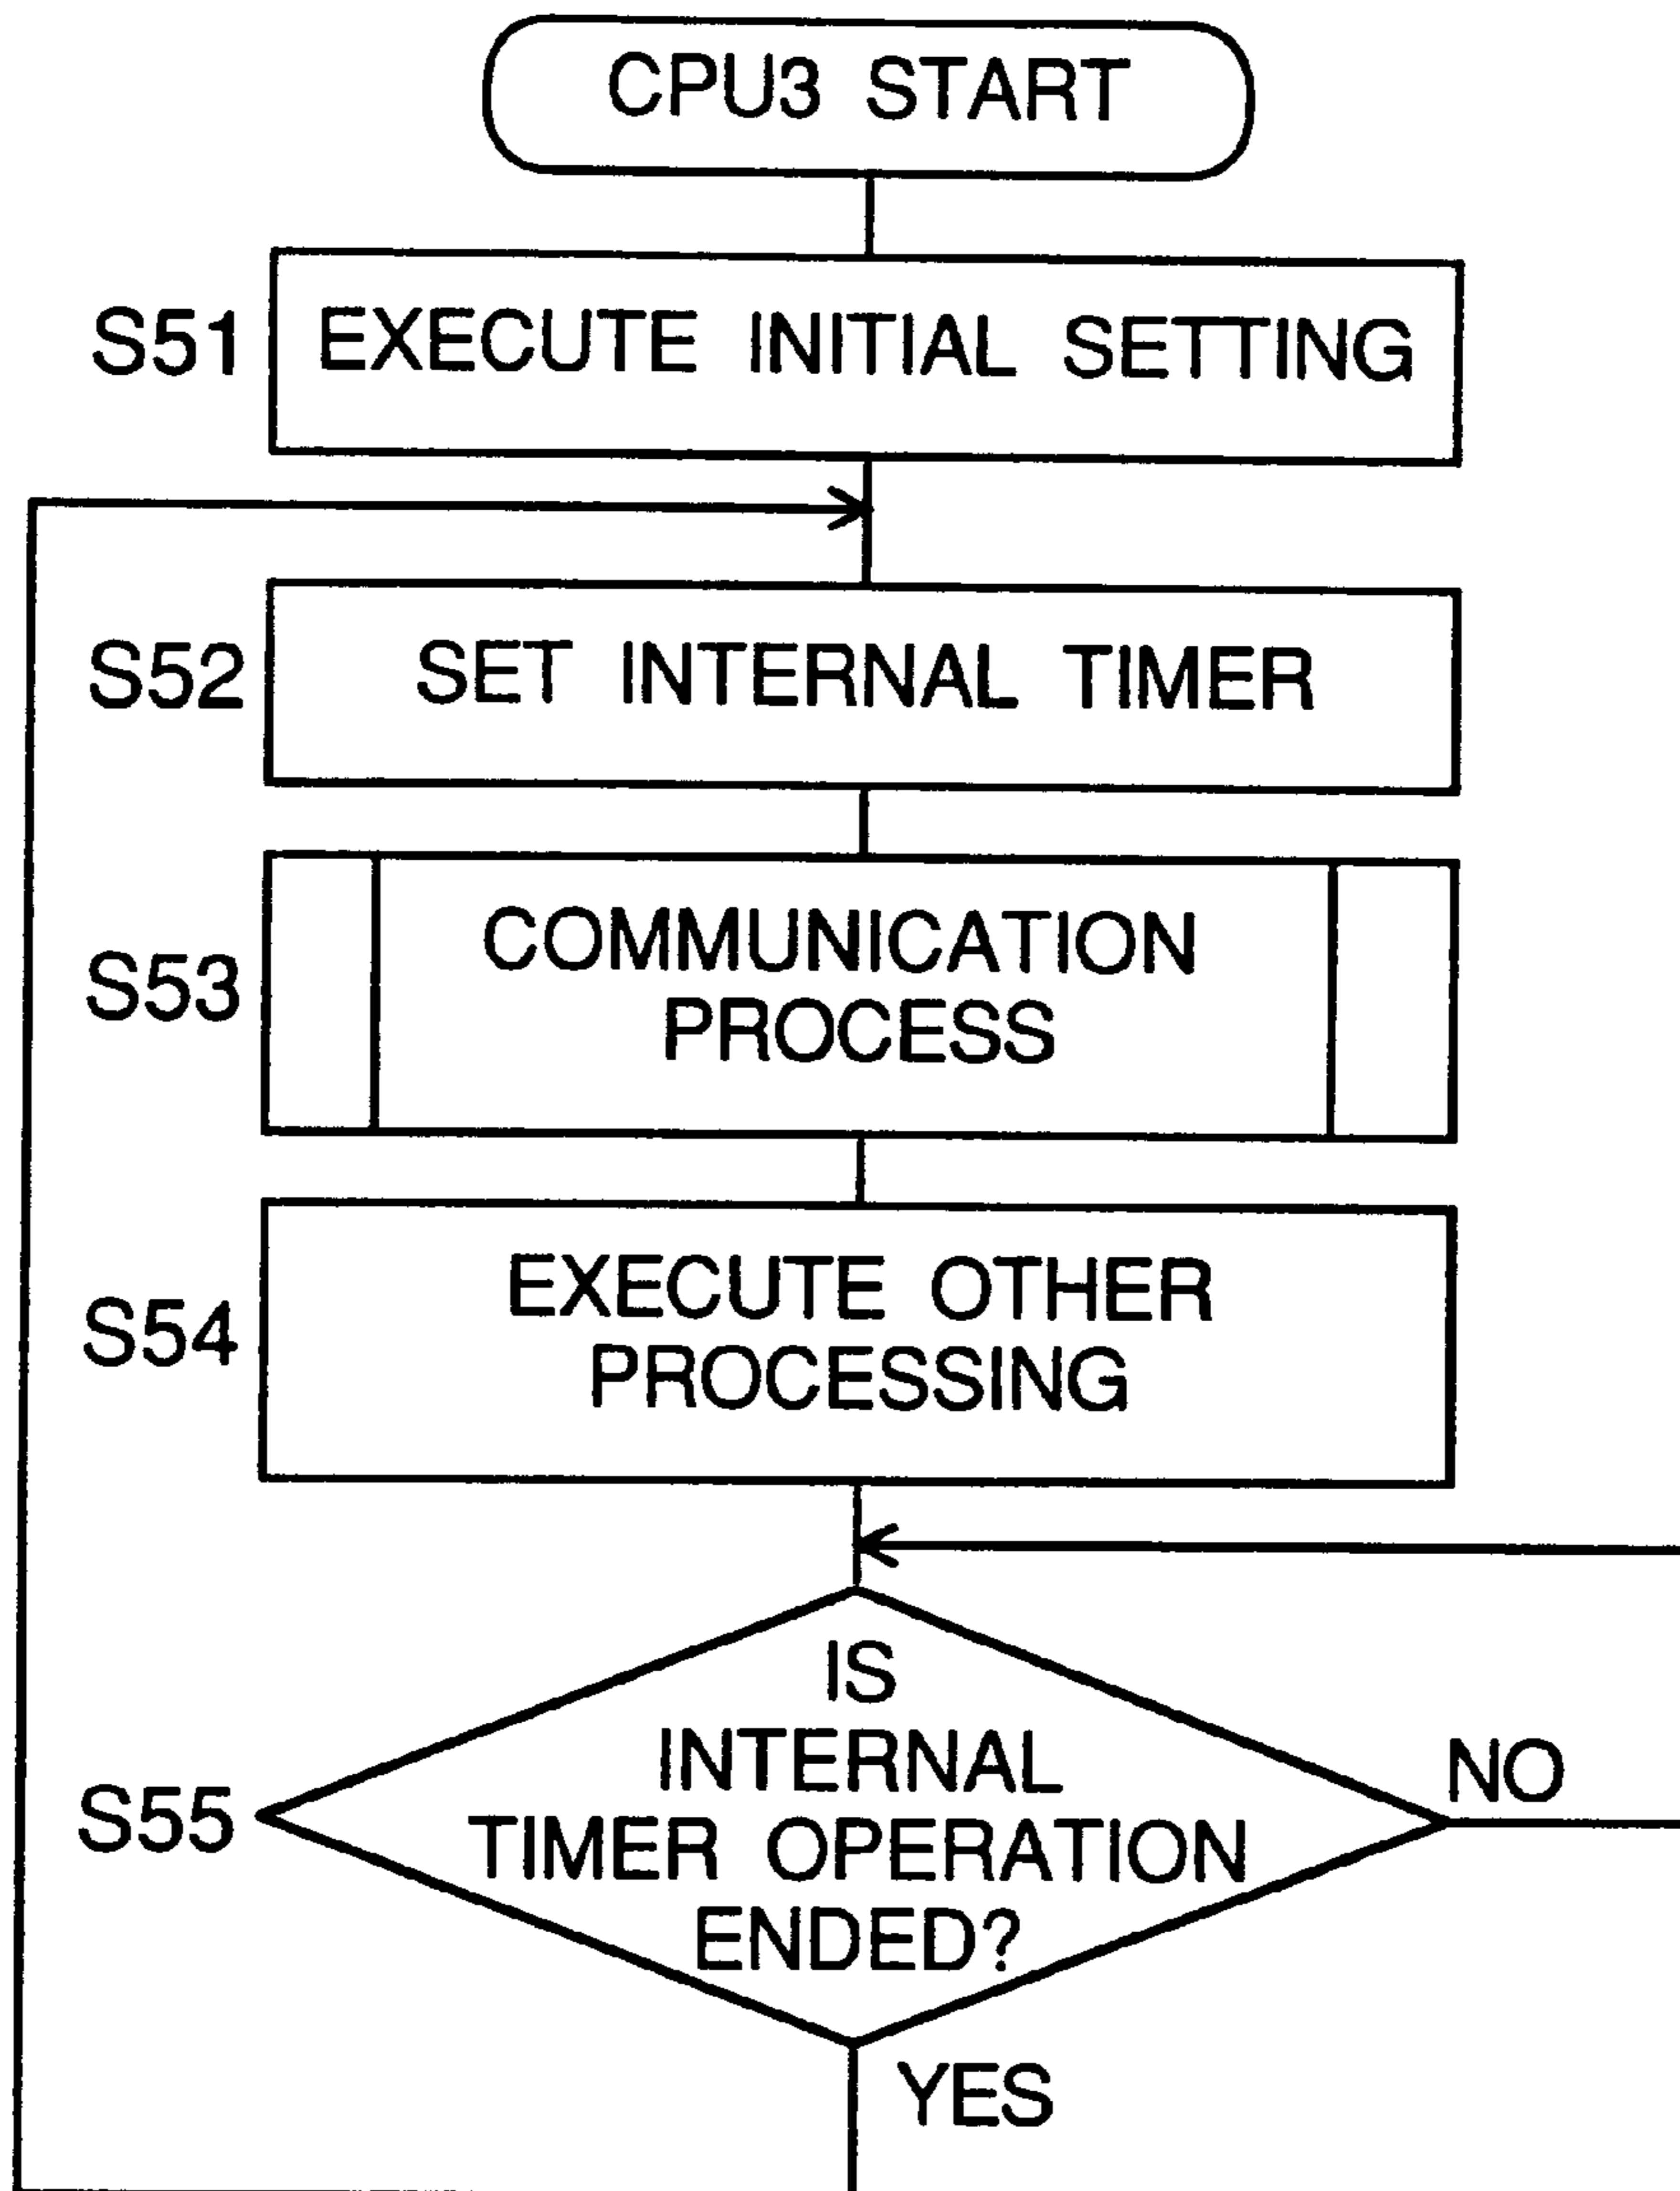 CPU3 START
S51
EXECUTE INITIAL SETTING
S52
SET INTERNAL TIMER
S53
COMMUNICATION
PROCESS
S54
EXECUTE OTHER
PROCESSING
S55
IS
INTERNAL
TIMER OPERATION
ENDED?
NO
YES